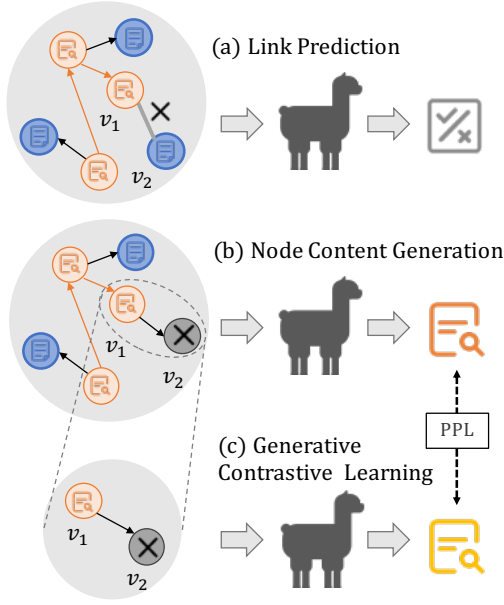 (a) Link Prediction
v₁
v₂
(b) Node Content Generation
v₁
v₂
PPL
(c) Generative
Contrastive Learning
v₁
v₂